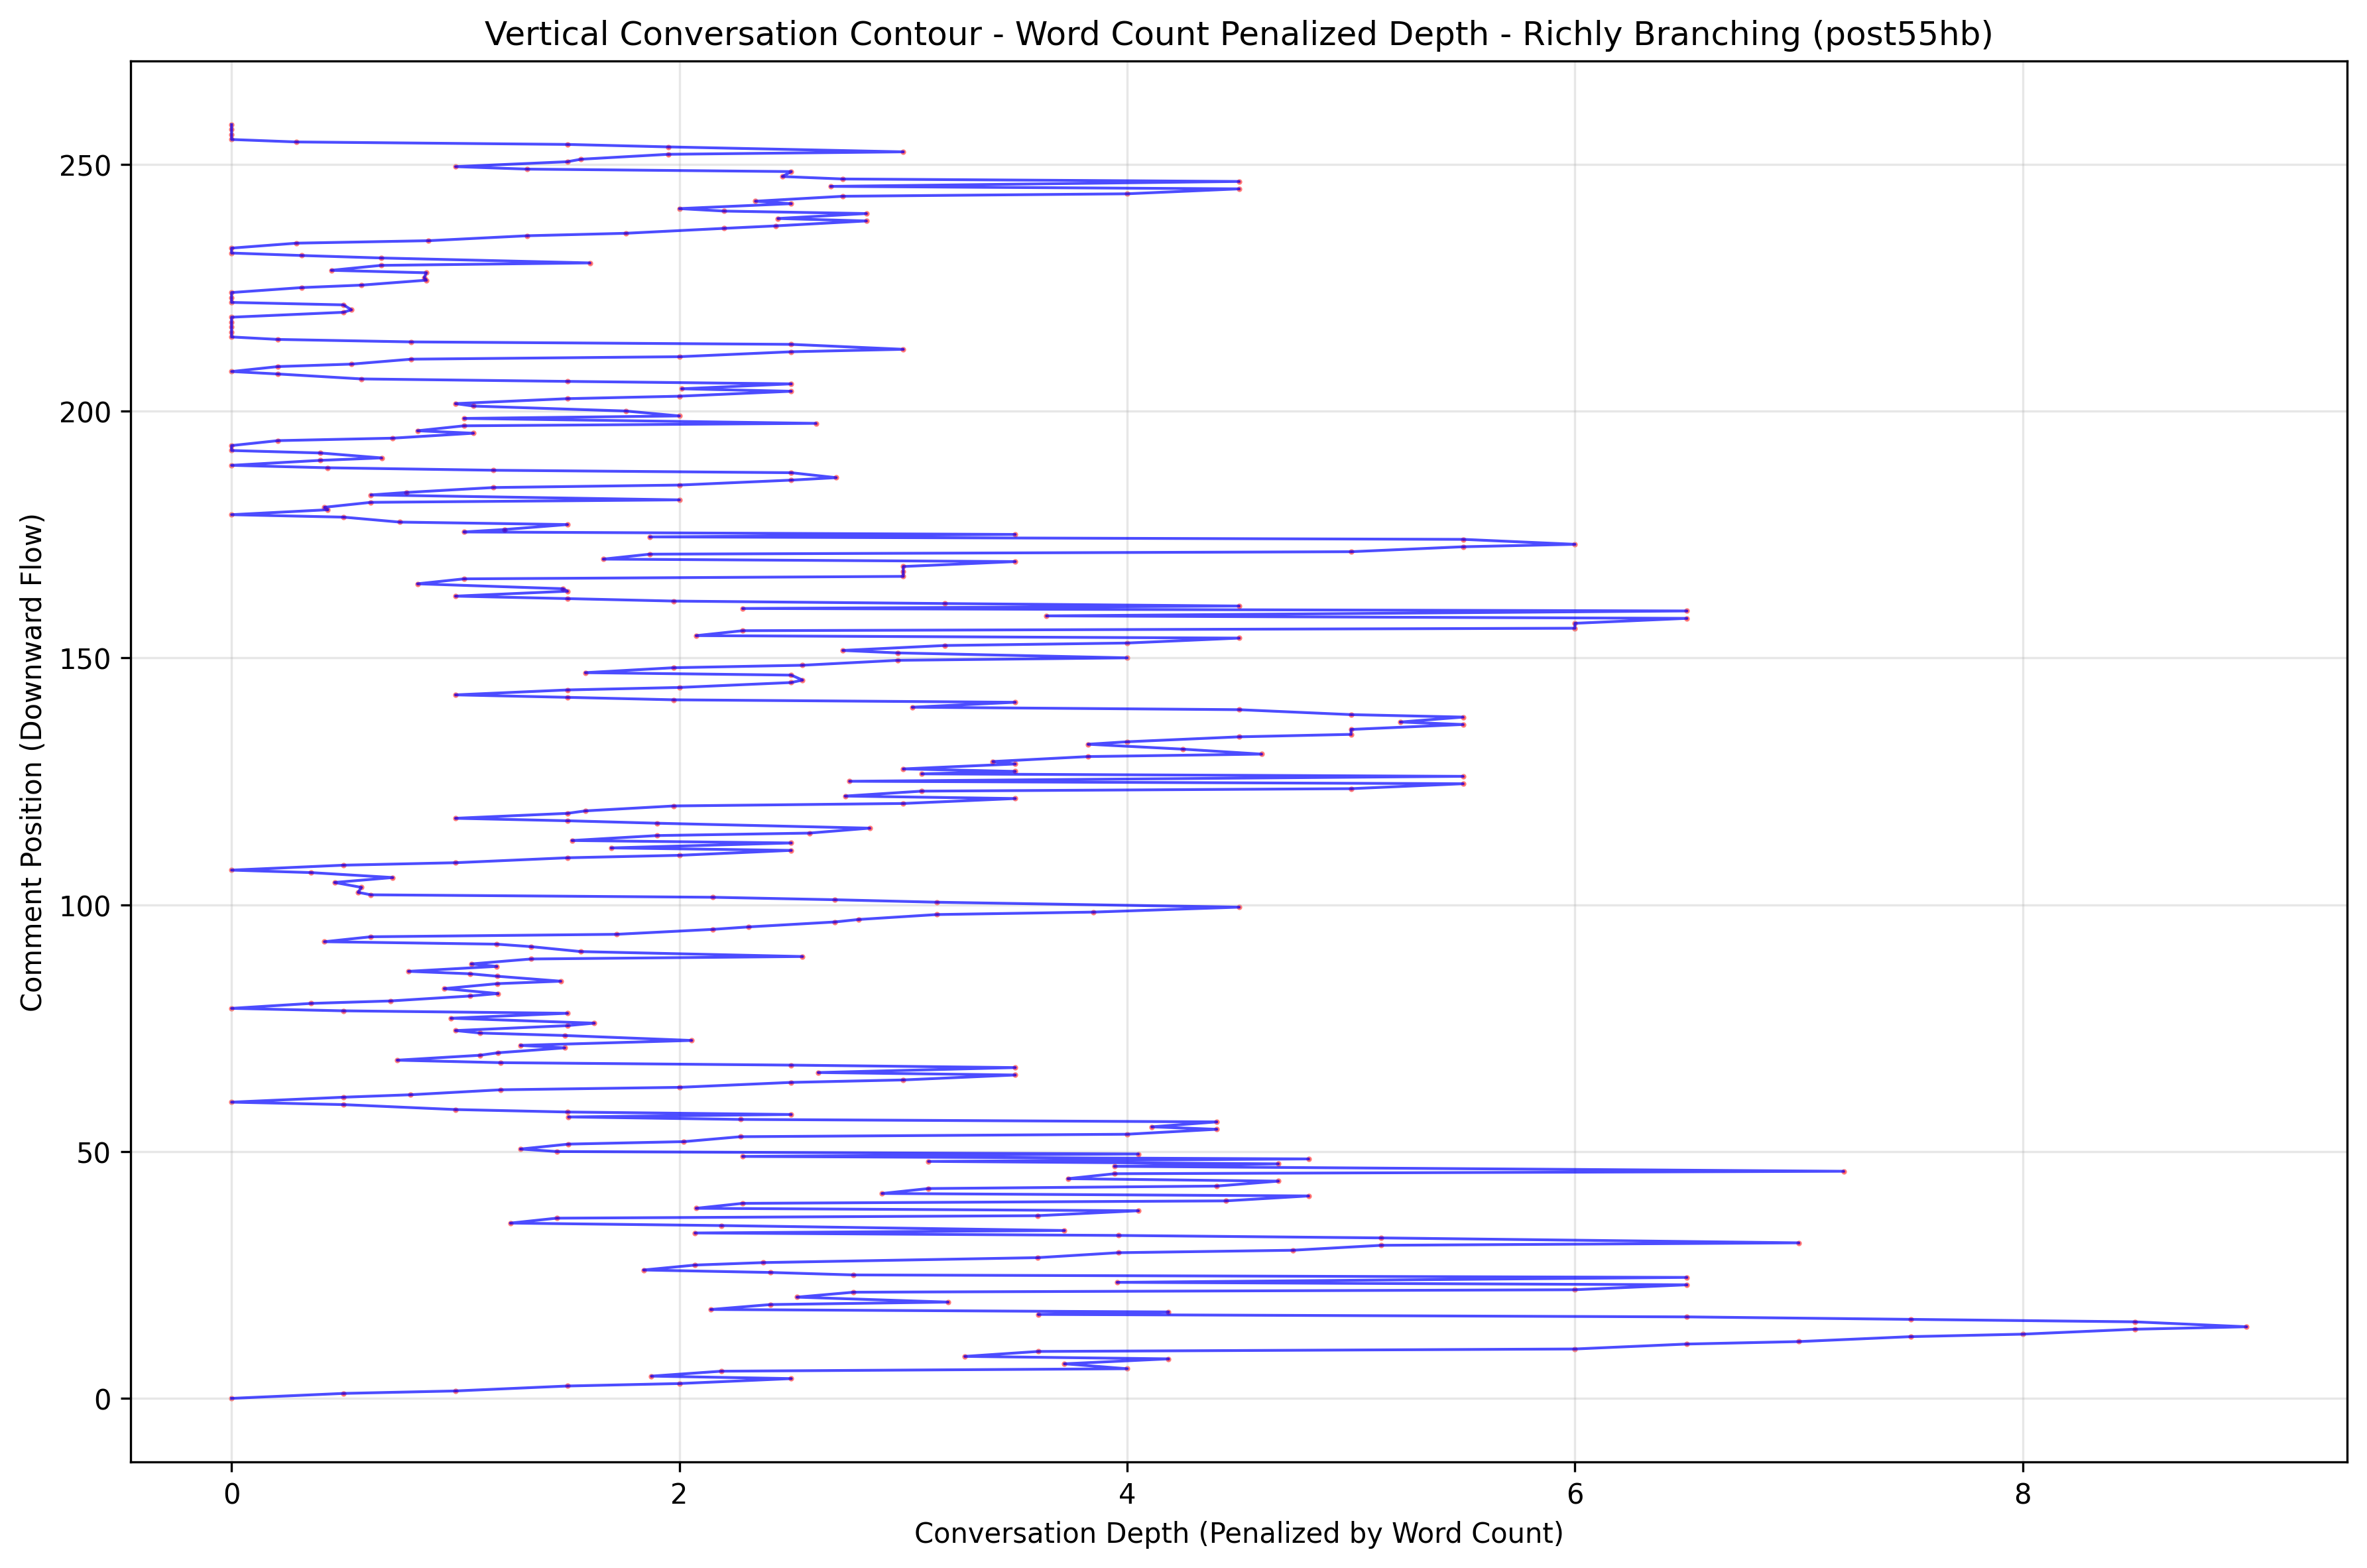 Vertical Conversation Contour - Word Count Penalized Depth - Richly Branching (post55hb)
Comment Position (Downward Flow)
250
200
150
100
50
0
0 2 4 6 8
Conversation Depth (Penalized by Word Count)